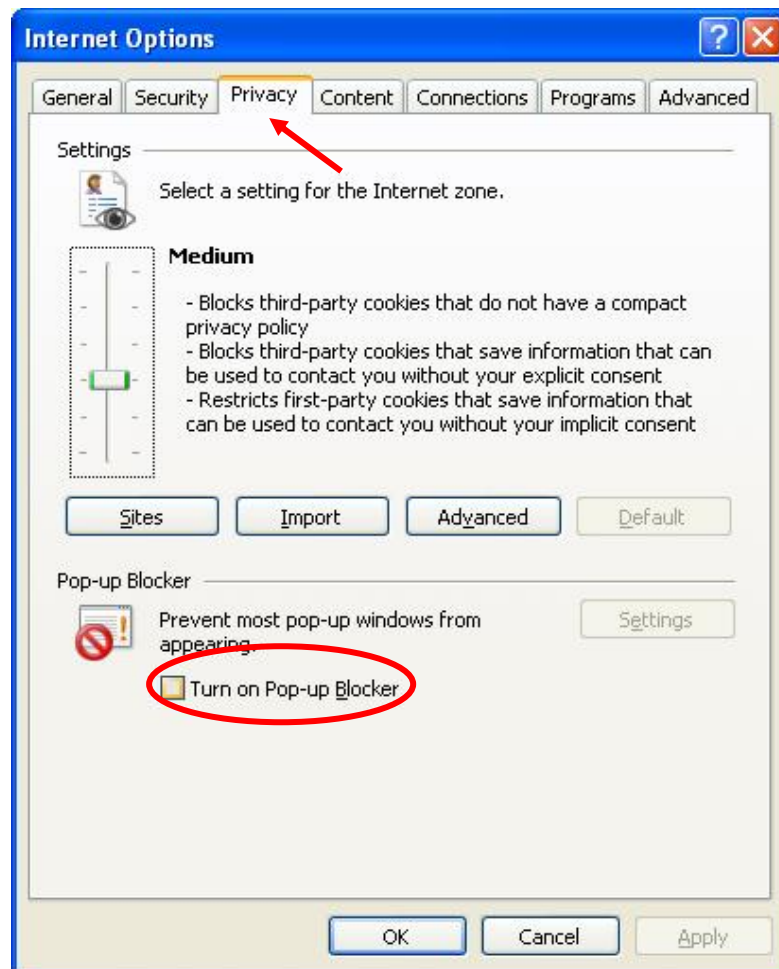 Internet Options
General Security Privacy Content Connections Programs Advanced
Settings
Select a setting for the Internet zone.
Medium
- Blocks third-party cookies that do not have a compact
privacy policy
- Blocks third-party cookies that save information that can
be used to contact you without your explicit consent
- Restricts first-party cookies that save information that
can be used to contact you without your implicit consent
Sites Import Advanced Default
Pop-up Blocker
Prevent most pop-up windows from Settings
appearing.
Turn on Pop-up Blocker
OK Cancel Apply